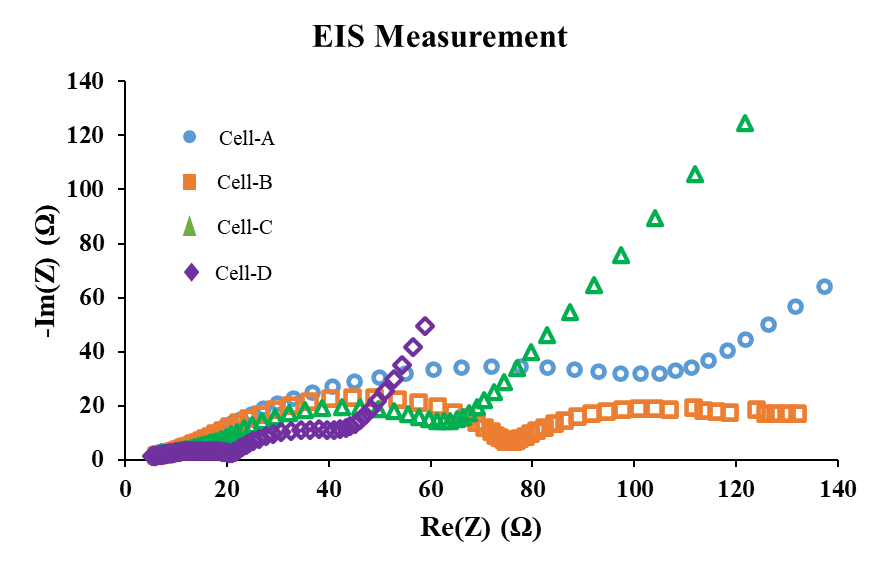 EIS Measurement
140
120
100
80
60
40
20
0
-Im(Z) (Ω)
Cell-A
Cell-B
Cell-C
Cell-D
0 20 40 60 80 100 120 140
Re(Z) (Ω)